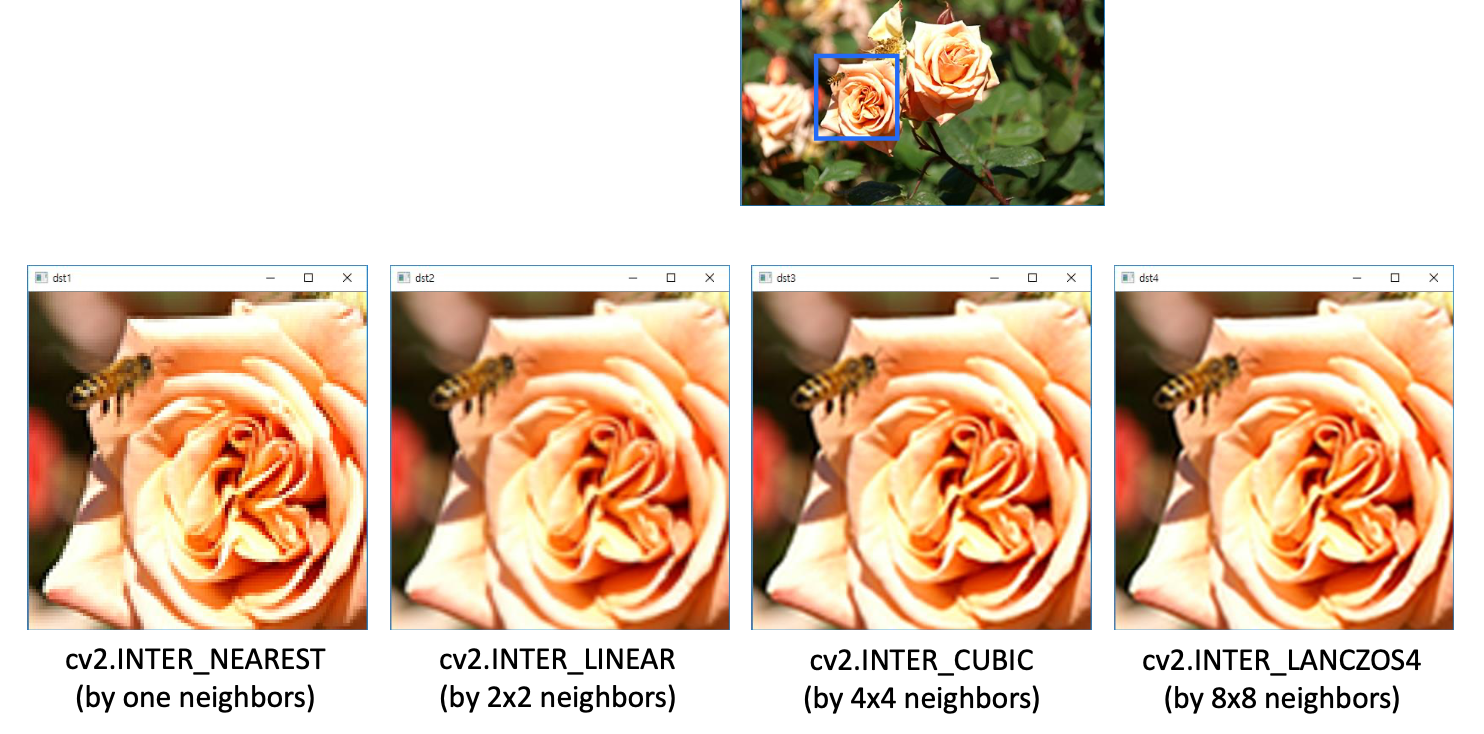 dst1
dst2
dst3
dst4
cv2.INTER_NEAREST
(by one neighbors)
cv2.INTER_LINEAR
(by 2x2 neighbors)
cv2.INTER_CUBIC
(by 4x4 neighbors)
cv2.INTER_LANCZOS4
(by 8x8 neighbors)